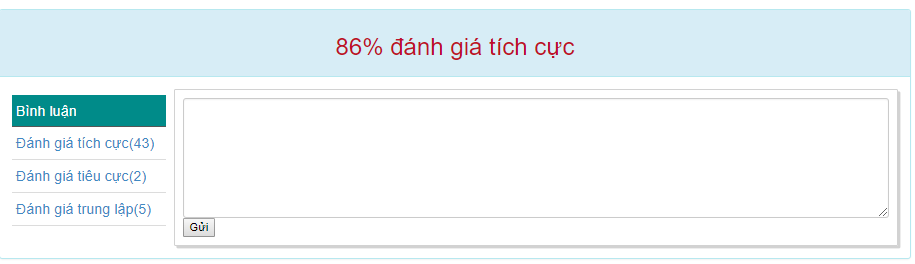 86% đánh giá tích cực
Bình luận
Đánh giá tích cực(43)
Đánh giá tiêu cực(2)
Đánh giá trung lập(5)
Gửi